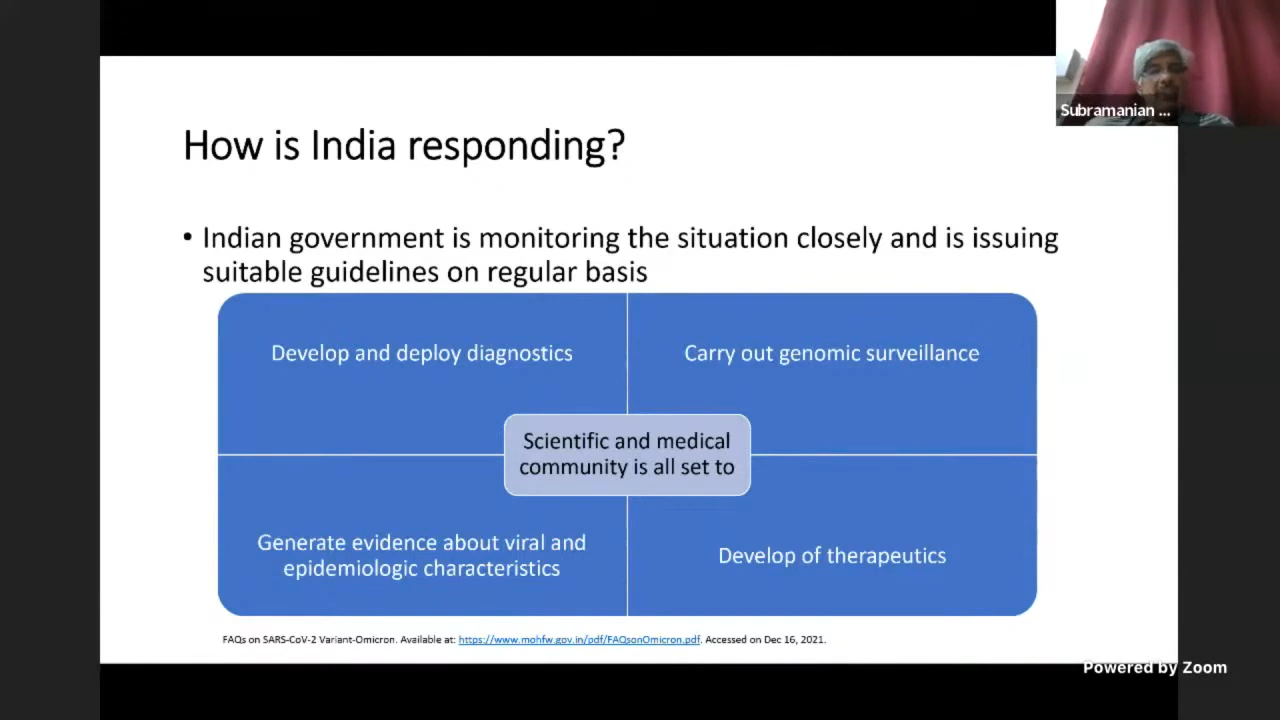 Subramanian ...
How is India responding?
• Indian government is monitoring the situation closely and is issuing
suitable guidelines on regular basis
Develop and deploy diagnostics
Carry out genomic surveillance
Scientific and medical
community is all set to
Generate evidence about viral and
epidemiologic characteristics
Develop of therapeutics
FAQs on SARS-CoV-2 Variant-Omicron. Available at: https://www.mohfw.gov.in/pdf/FAQsonOmicron.pdf. Accessed on Dec 16, 2021.
Powered by Zoom